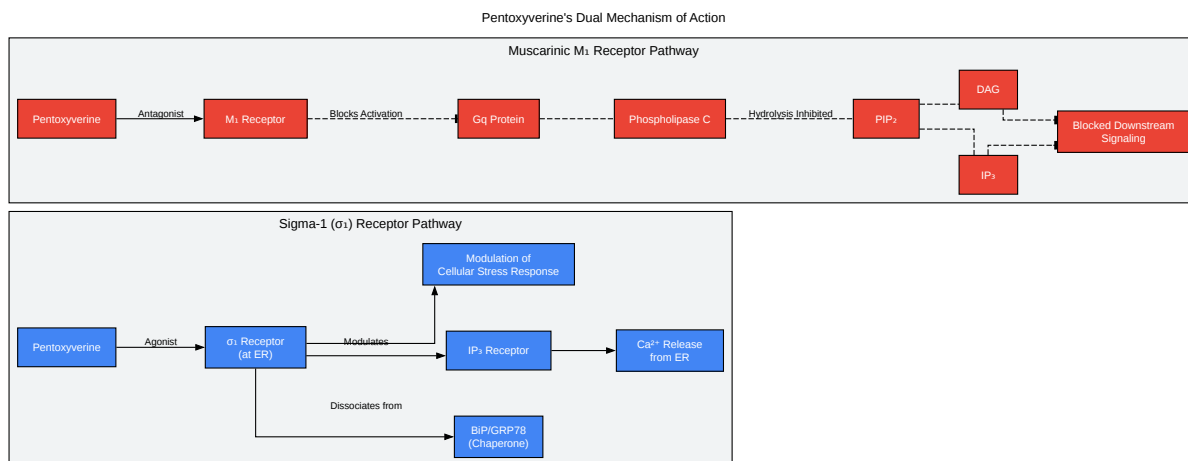 Pentoxyverine's Dual Mechanism of Action
Muscarinic M₁ Receptor Pathway
Pentoxyverine
Antagonist
M₁ Receptor
Blocks Activation
Gq Protein
Phospholipase C
Hydrolysis Inhibited
PIP₂
DAG
IP₃
Blocked Downstream
Signaling
Sigma-1 (σ₁) Receptor Pathway
Modulation of
Cellular Stress Response
Pentoxyverine
Agonist
σ₁ Receptor
(at ER)
Modulates
IP₃ Receptor
Ca²⁺ Release
from ER
Dissociates from
BiP/GRP78
(Chaperone)